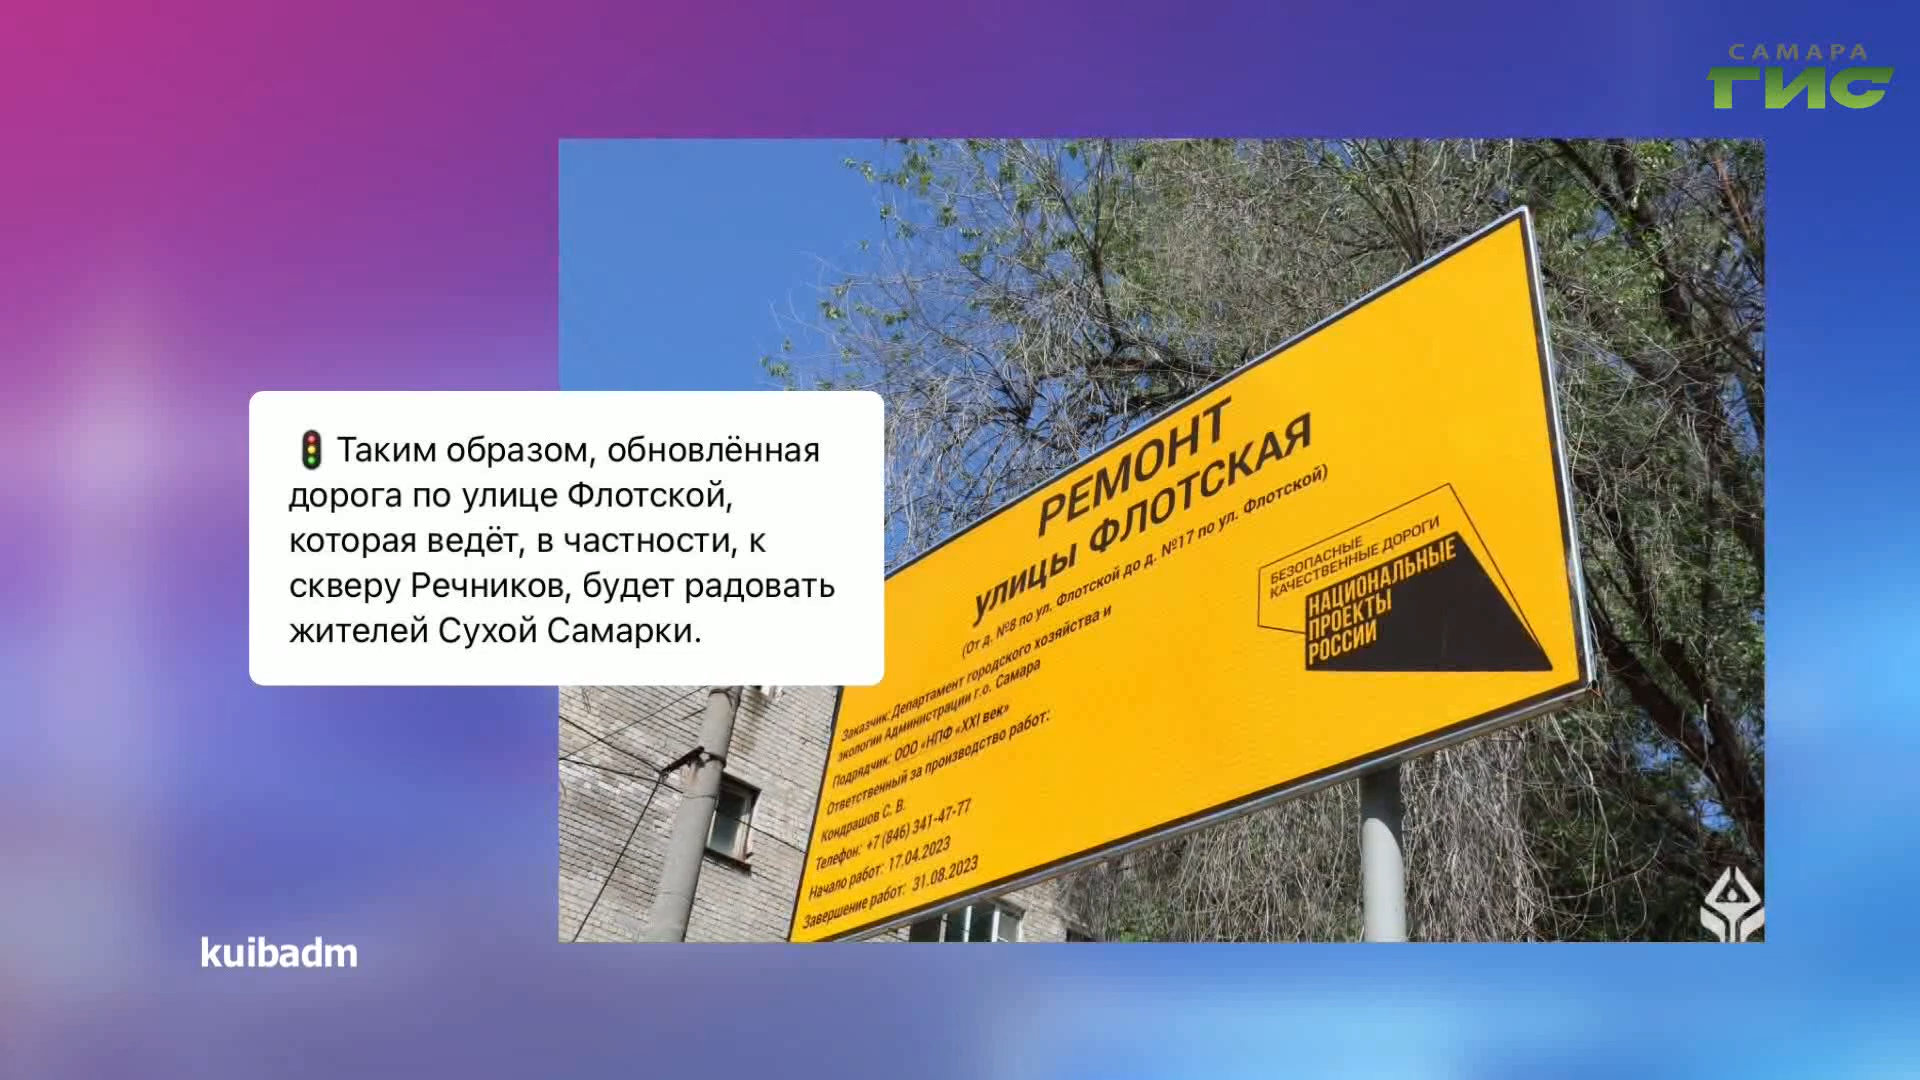 САМАРА
ГИС
🚦 Таким образом, обновлённая
дорога по улице Флотской,
которая ведёт, в частности, к
скверу Речников, будет радовать
жителей Сухой Самарки.
РЕМОНТ
улицы ФЛОТСКАЯ
(От д. №8 по ул. Флотской до д. №17 по ул. Флотской)
БЕЗОПАСНЫЕ
КАЧЕСТВЕННЫЕ ДОРОГИ
НАЦИОНАЛЬНЫЕ
ПРОЕКТЫ
РОССИИ
Заказчик: Департамент городского хозяйства и
экологии Администрации г.о. Самара
Подрядчик: ООО «НПФ «XXI век»
Ответственный за производство работ:
Кондрашов С. В.
Телефон: +7 (846) 341-47-77
Начало работ: 17.04.2023
Завершение работ: 31.08.2023
kuibadm